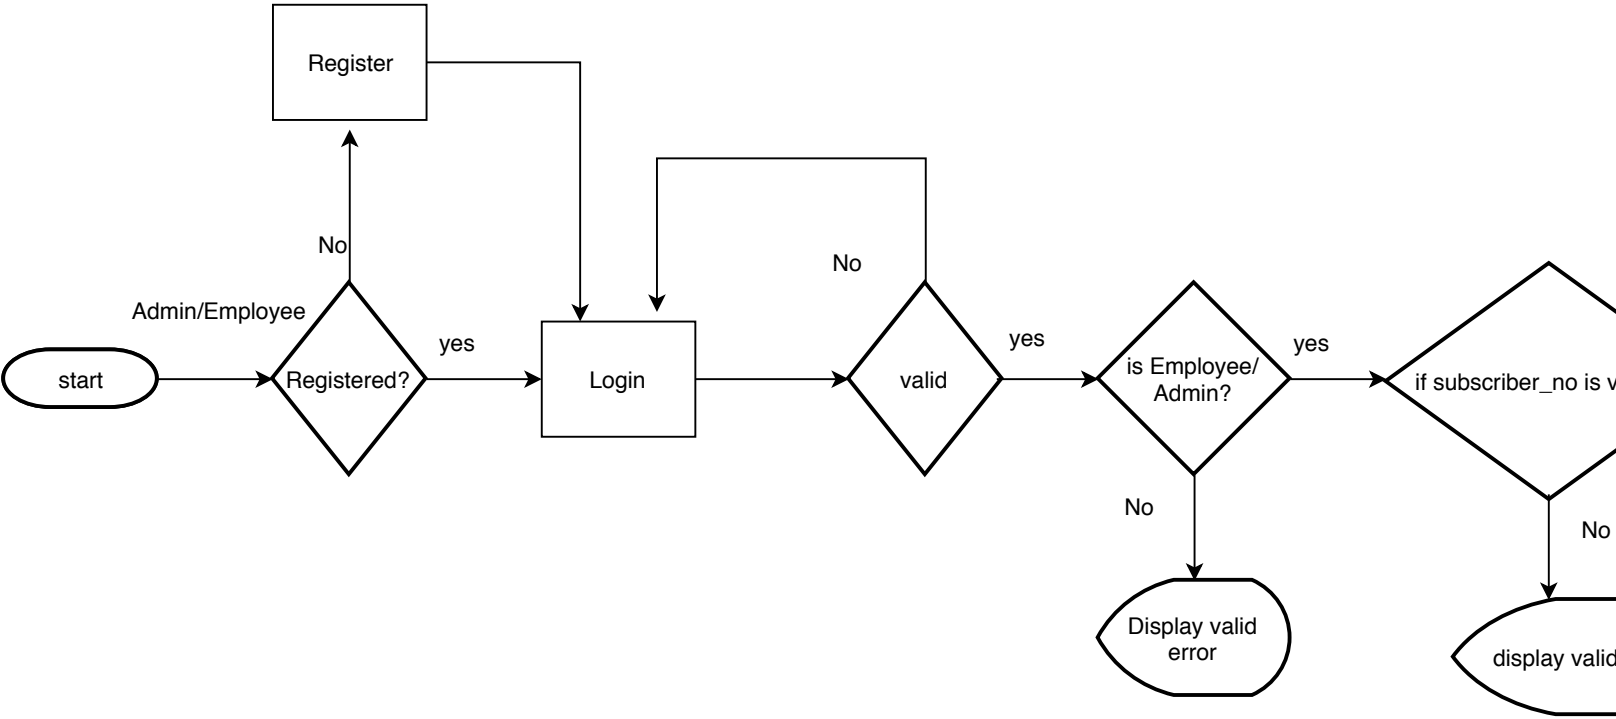 Register
No
Admin/Employee
start
Registered?
yes
Login
No
valid
yes
is Employee/
Admin?
yes
if subscriber_no is
No
No
Display valid
error
display valid